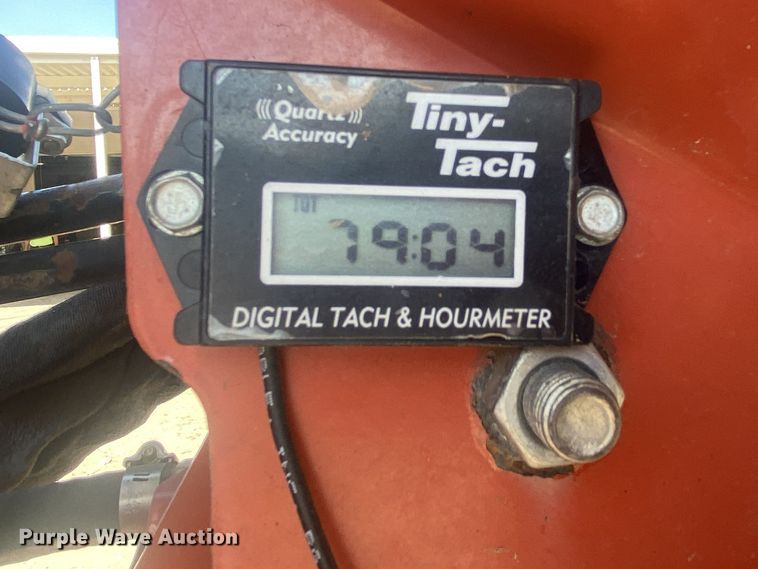 Quartz
Accuracy
Tiny-
Tach
TOT
79:04
DIGITAL TACH & HOURMETER
Purple Wave Auction